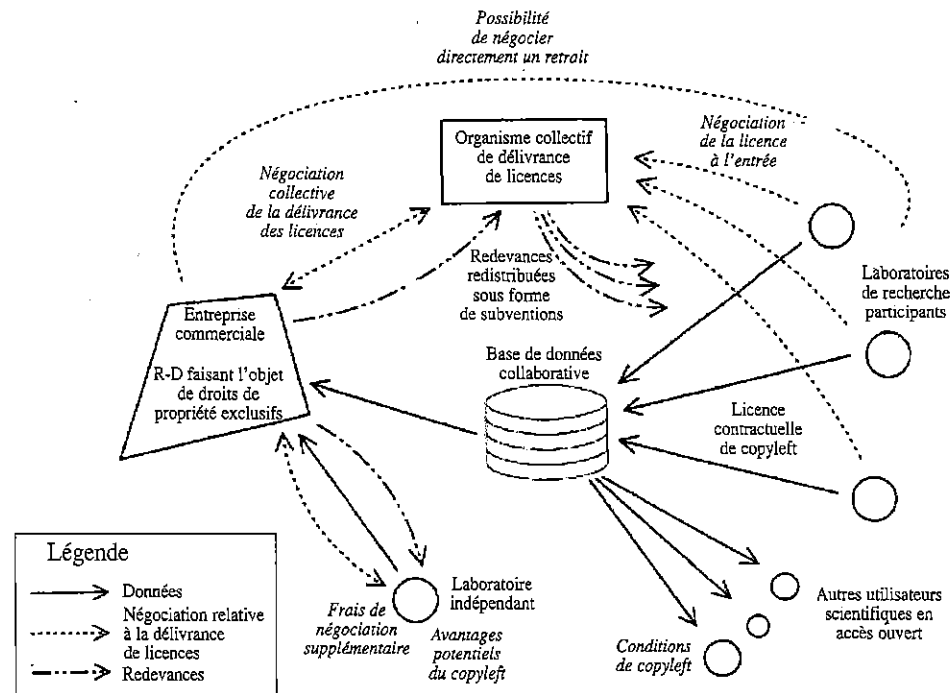 Possibilité
de négocier
directement un retrait
Organisme collectif
de délivrance
de licences
Négociation
de la licence
à l'entrée
Négociation
collective
de la délivrance
des licences
Redevances
redistribuées
sous forme
de subventions
Laboratoires
de recherche
participants
Entreprise
commerciale
R-D faisant l'objet
de droits de
propriété exclusifs
Base de données
collaborative
Licence
contractuelle
de copyleft
Légende
Données
Négociation relative
à la délivrance
de licences
Redevances
Frais de
négociation
supplémentaire
Laboratoire
indépendant
Avantages
potentiels
du copyleft
Conditions
de copyleft
Autres utilisateurs
scientifiques en
accès ouvert